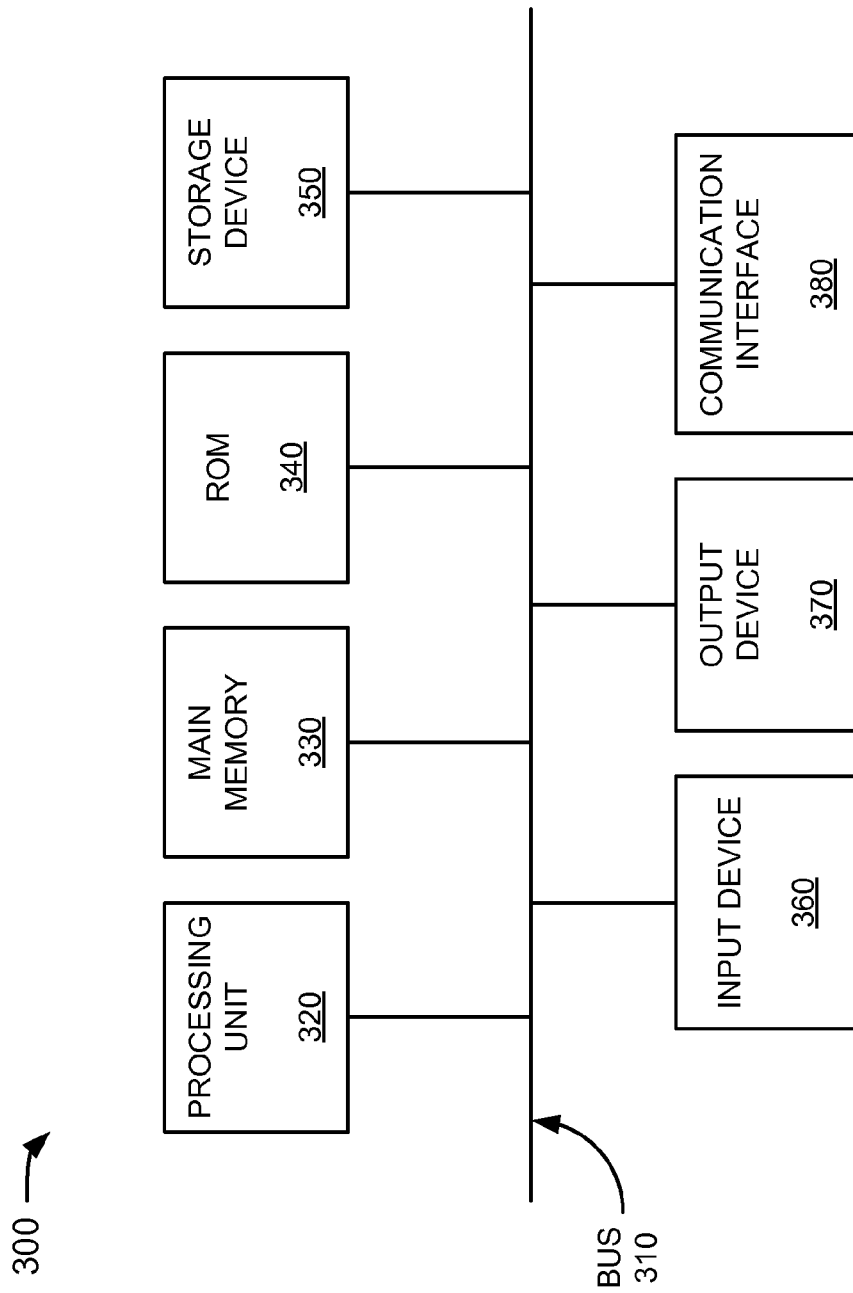 300
PROCESSING
UNIT
320
MAIN
MEMORY
330
ROM
340
STORAGE
DEVICE
350
BUS
310
INPUT DEVICE
360
OUTPUT
DEVICE
370
COMMUNICATION
INTERFACE
380